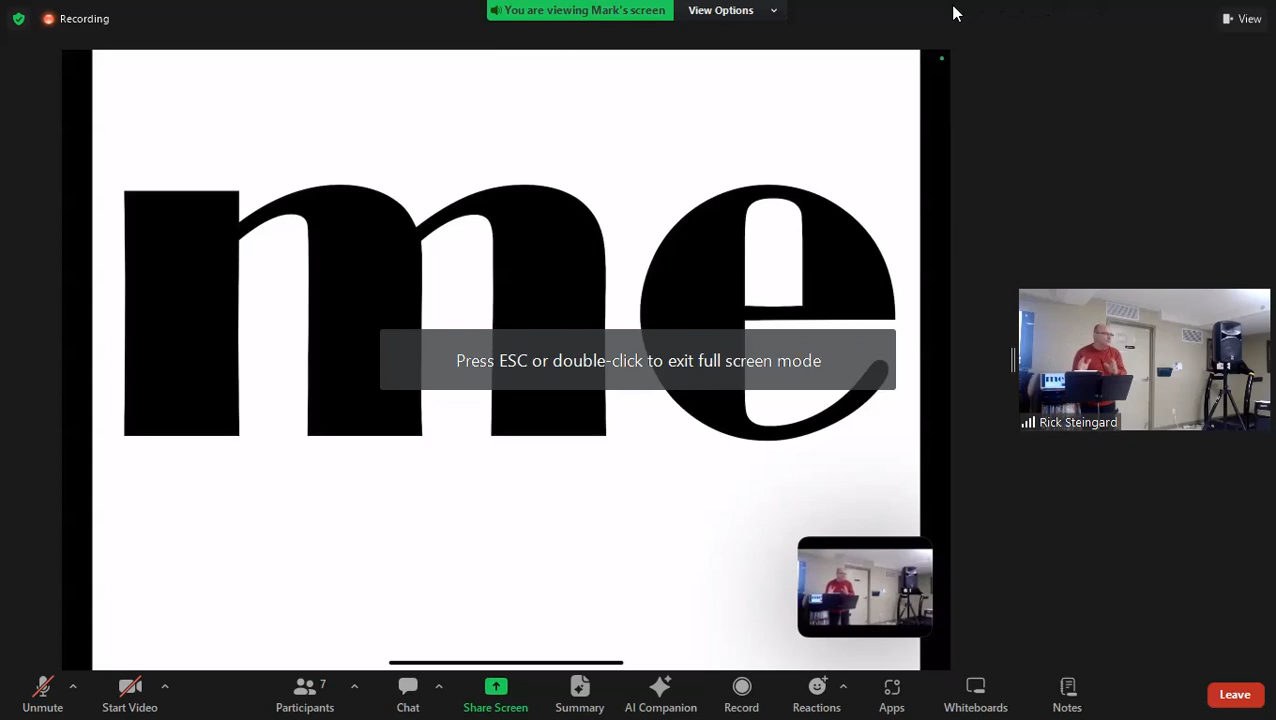 Recording
You are viewing Mark's screen
View Options
View
me
Press ESC or double-click to exit full screen mode
me
Rick Steingard
Unmute
Start Video
7
Participants
Chat
Share Screen
Summary
AI Companion
Record
Reactions
Apps
Whiteboards
Notes
Leave